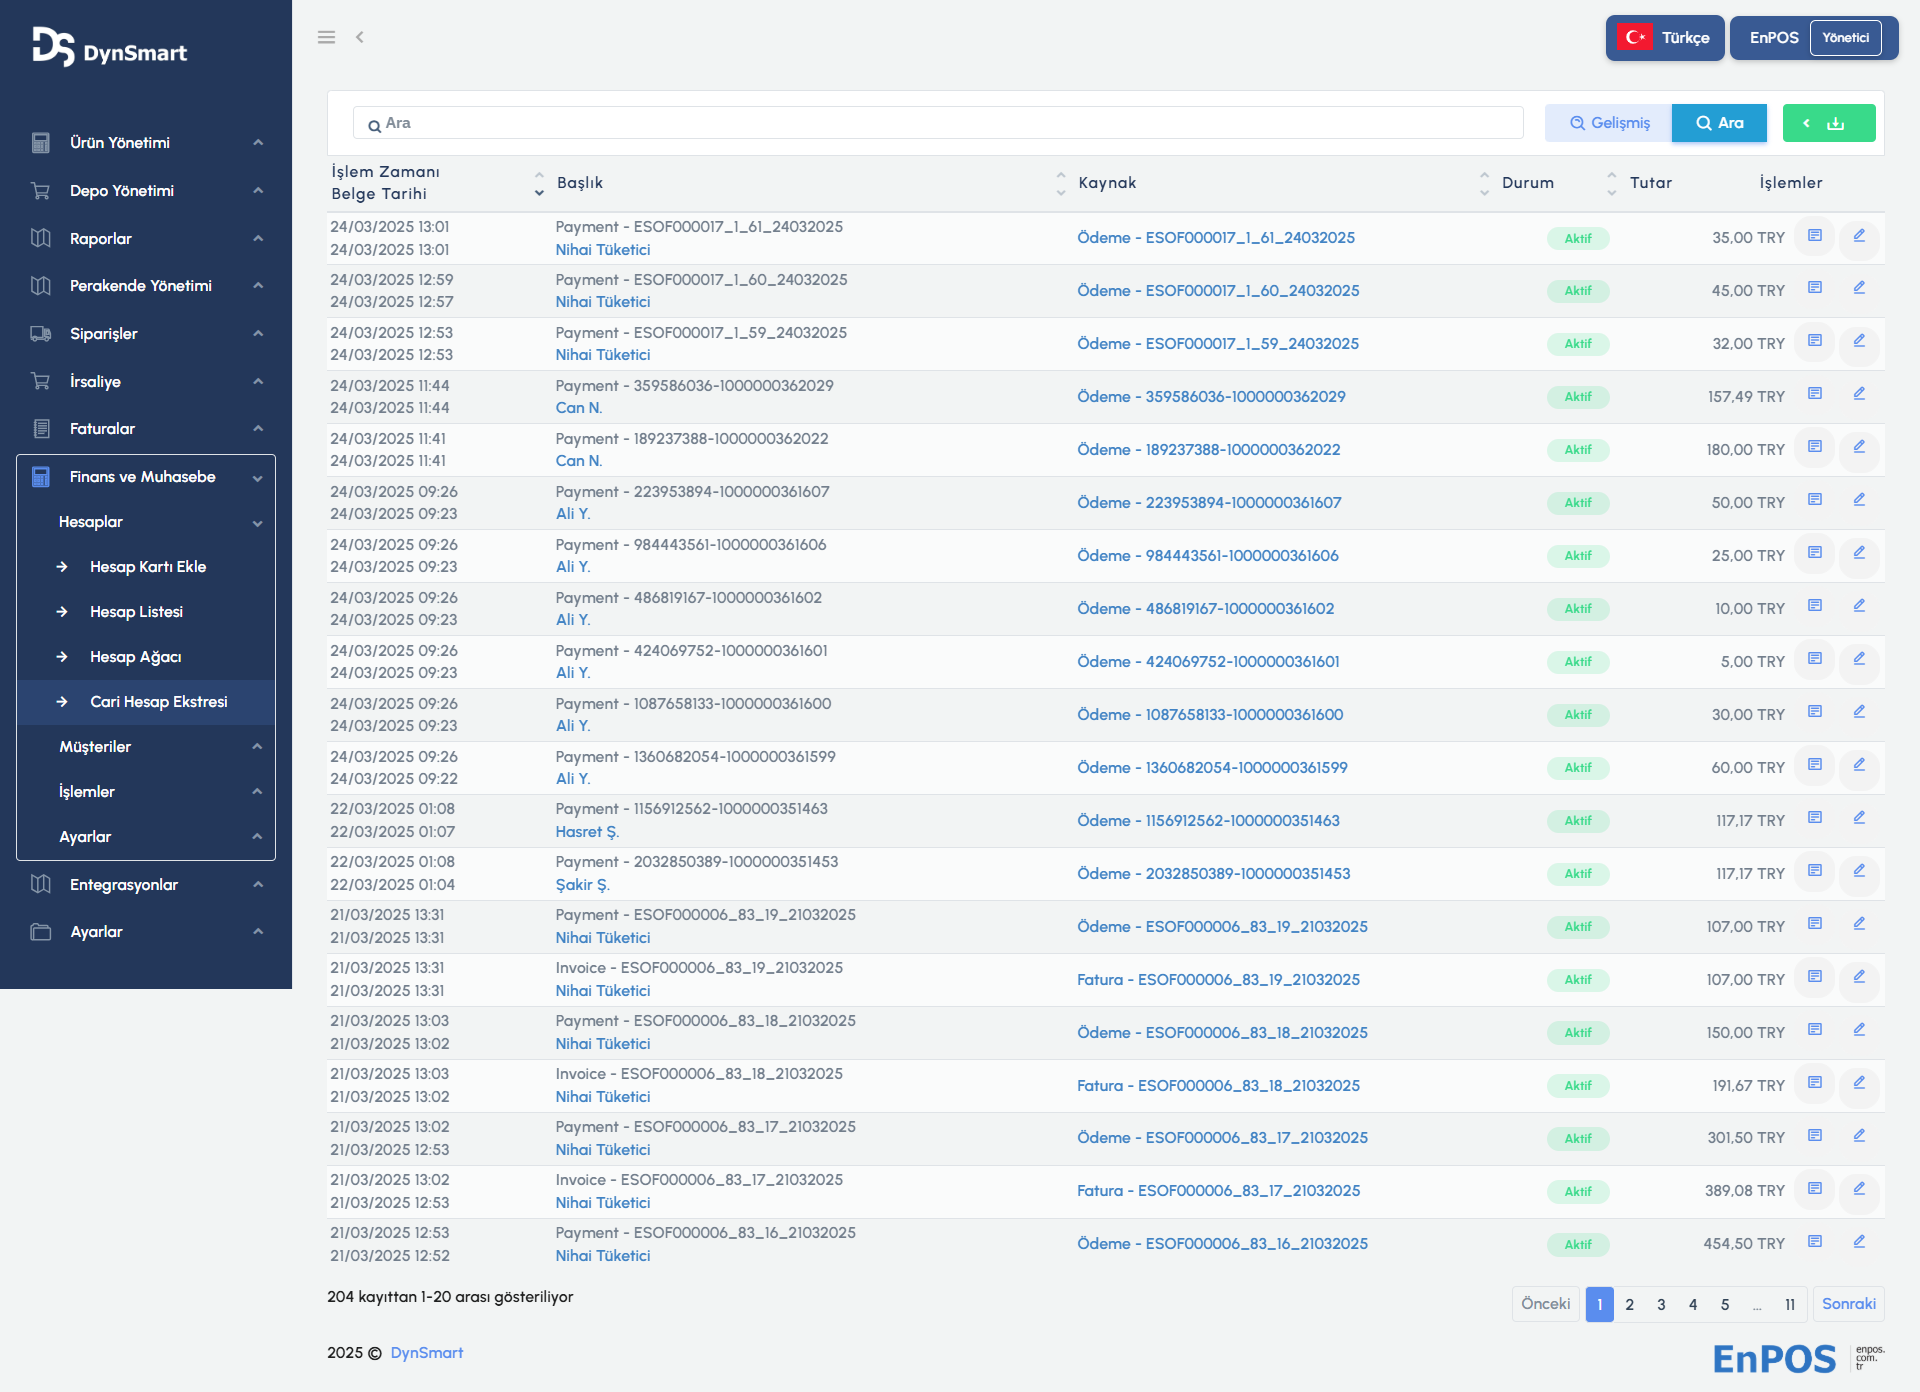 DS DynSmart
Ürün Yönetimi
Depo Yönetimi
Raporlar
Perakende Yönetimi
Siparişler
İrsaliye
Faturalar
Finans ve Muhasebe
Hesaplar
Hesap Kartı Ekle
Hesap Listesi
Hesap Ağacı
Cari Hesap Ekstresi
Müşteriler
İşlemler
Ayarlar
Entegrasyonlar
Ayarlar
Türkçe
EnPOS Yönetici
Ara
Gelişmiş
Ara
İşlem Zamanı
Belge Tarihi
Başlık
Kaynak
Durum
Tutar
İşlemler
24/03/2025 13:01
24/03/2025 13:01
Payment - ESOF000017_1_61_24032025
Nihai Tüketici
Ödeme - ESOF000017_1_61_24032025
Aktif
35,00 TRY
24/03/2025 12:59
24/03/2025 12:57
Payment - ESOF000017_1_60_24032025
Nihai Tüketici
Ödeme - ESOF000017_1_60_24032025
Aktif
45,00 TRY
24/03/2025 12:53
24/03/2025 12:53
Payment - ESOF000017_1_59_24032025
Nihai Tüketici
Ödeme - ESOF000017_1_59_24032025
Aktif
32,00 TRY
24/03/2025 11:44
24/03/2025 11:44
Payment - 359586036-1000000362029
Can N.
Ödeme - 359586036-1000000362029
Aktif
157,49 TRY
24/03/2025 11:41
24/03/2025 11:41
Payment - 189237388-1000000362022
Can N.
Ödeme - 189237388-1000000362022
Aktif
180,00 TRY
24/03/2025 09:26
24/03/2025 09:23
Payment - 223953894-1000000361607
Ali Y.
Ödeme - 223953894-1000000361607
Aktif
50,00 TRY
24/03/2025 09:26
24/03/2025 09:23
Payment - 984443561-1000000361606
Ali Y.
Ödeme - 984443561-1000000361606
Aktif
25,00 TRY
24/03/2025 09:26
24/03/2025 09:23
Payment - 486819167-1000000361602
Ali Y.
Ödeme - 486819167-1000000361602
Aktif
10,00 TRY
24/03/2025 09:26
24/03/2025 09:23
Payment - 424069752-1000000361601
Ali Y.
Ödeme - 424069752-1000000361601
Aktif
5,00 TRY
24/03/2025 09:26
24/03/2025 09:23
Payment - 1087658133-1000000361600
Ali Y.
Ödeme - 1087658133-1000000361600
Aktif
30,00 TRY
24/03/2025 09:26
24/03/2025 09:22
Payment - 1360682054-1000000361599
Ali Y.
Ödeme - 1360682054-1000000361599
Aktif
60,00 TRY
22/03/2025 01:08
22/03/2025 01:07
Payment - 1156912562-1000000351463
Hasret Ş.
Ödeme - 1156912562-1000000351463
Aktif
117,17 TRY
22/03/2025 01:08
22/03/2025 01:04
Payment - 2032850389-1000000351453
Şakir Ş.
Ödeme - 2032850389-1000000351453
Aktif
117,17 TRY
21/03/2025 13:31
21/03/2025 13:31
Payment - ESOF000006_83_19_21032025
Nihai Tüketici
Ödeme - ESOF000006_83_19_21032025
Aktif
107,00 TRY
21/03/2025 13:31
21/03/2025 13:31
Invoice - ESOF000006_83_19_21032025
Nihai Tüketici
Fatura - ESOF000006_83_19_21032025
Aktif
107,00 TRY
21/03/2025 13:03
21/03/2025 13:02
Payment - ESOF000006_83_18_21032025
Nihai Tüketici
Ödeme - ESOF000006_83_18_21032025
Aktif
150,00 TRY
21/03/2025 13:03
21/03/2025 13:02
Invoice - ESOF000006_83_18_21032025
Nihai Tüketici
Fatura - ESOF000006_83_18_21032025
Aktif
191,67 TRY
21/03/2025 13:02
21/03/2025 12:53
Payment - ESOF000006_83_17_21032025
Nihai Tüketici
Ödeme - ESOF000006_83_17_21032025
Aktif
301,50 TRY
21/03/2025 13:02
21/03/2025 12:53
Invoice - ESOF000006_83_17_21032025
Nihai Tüketici
Fatura - ESOF000006_83_17_21032025
Aktif
389,08 TRY
21/03/2025 12:53
21/03/2025 12:52
Payment - ESOF000006_83_16_21032025
Nihai Tüketici
Ödeme - ESOF000006_83_16_21032025
Aktif
454,50 TRY
204 kayıttan 1-20 arası gösteriliyor
Önceki 1 2 3 4 5 ... 11 Sonraki
2025 © DynSmart
EnPOS
enpos.
com.
tr